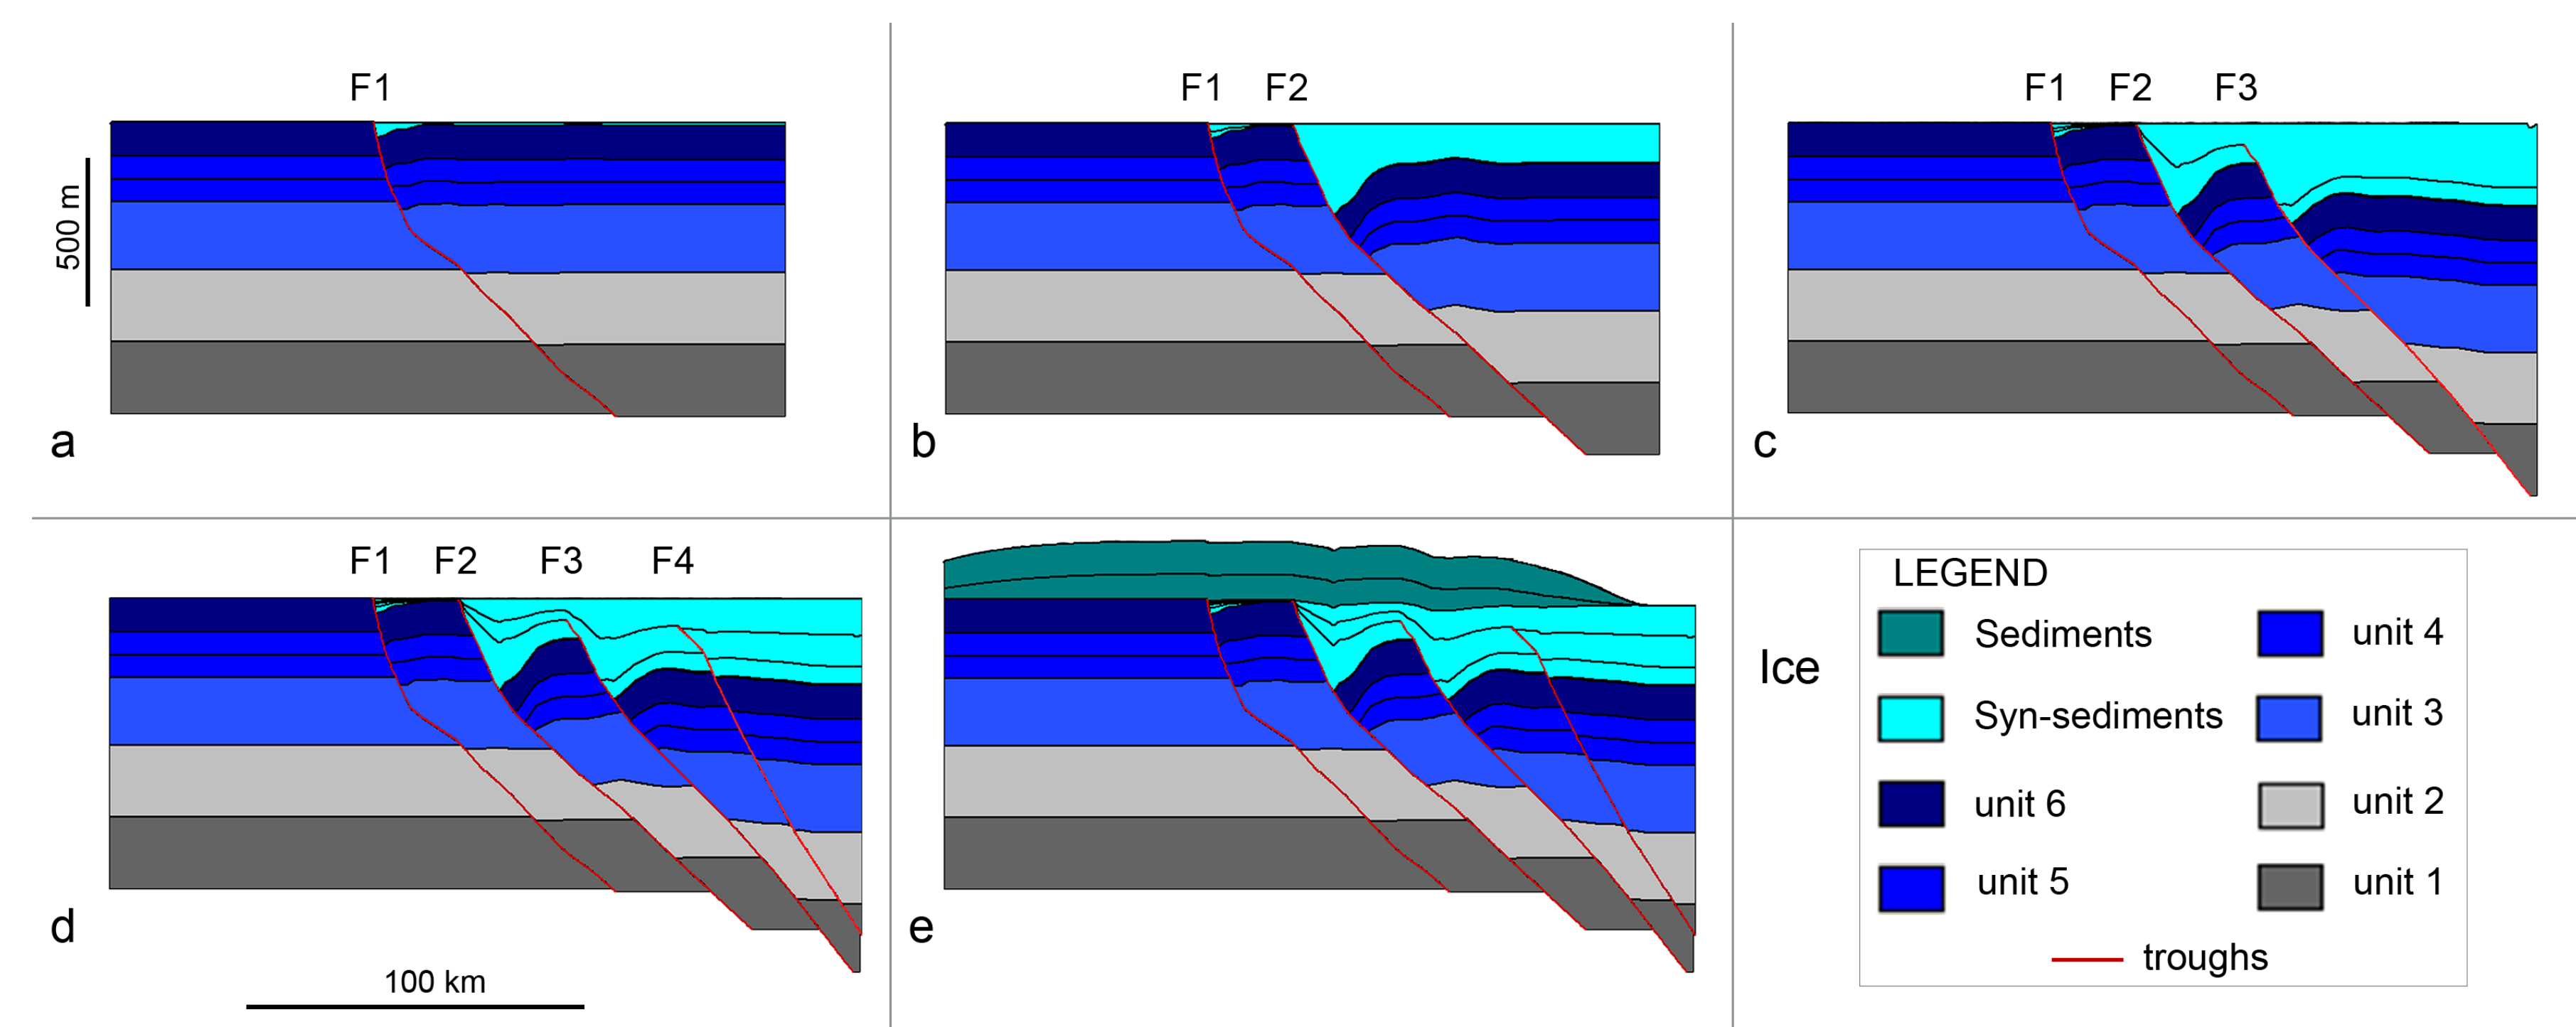 F1
500 m
a
F1 F2
b
F1 F2 F3
c
F1 F2 F3 F4
d
100 km
e
Ice
LEGEND
Sediments
unit 4
Syn-sediments
unit 3
unit 6
unit 2
unit 5
unit 1
troughs